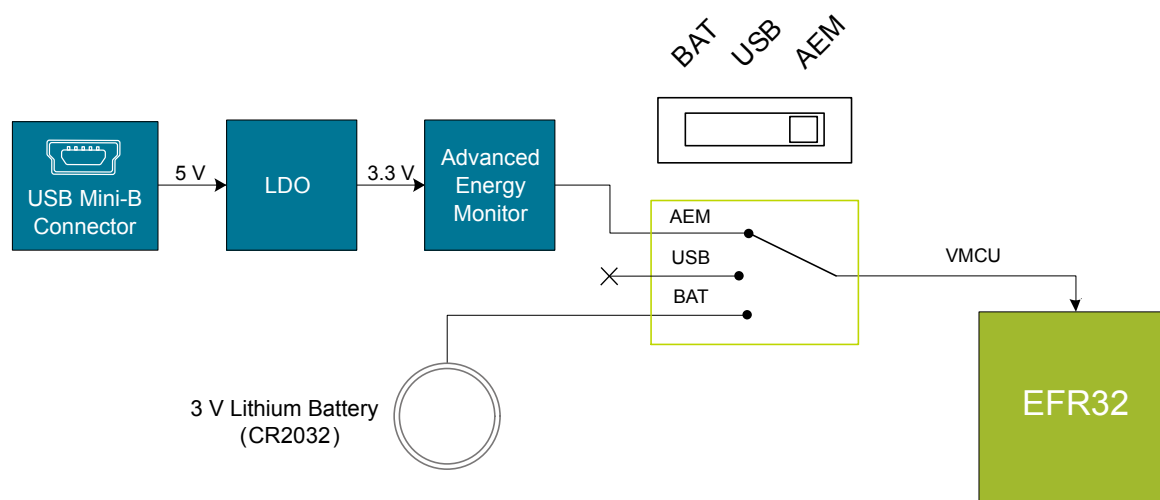 BAT
USB
AEM
USB Mini-B
Connector
5 V
LDO
3.3 V
Advanced
Energy
Monitor
AEM
USB
BAT
VMCU
3 V Lithium Battery
(CR2032)
EFR32